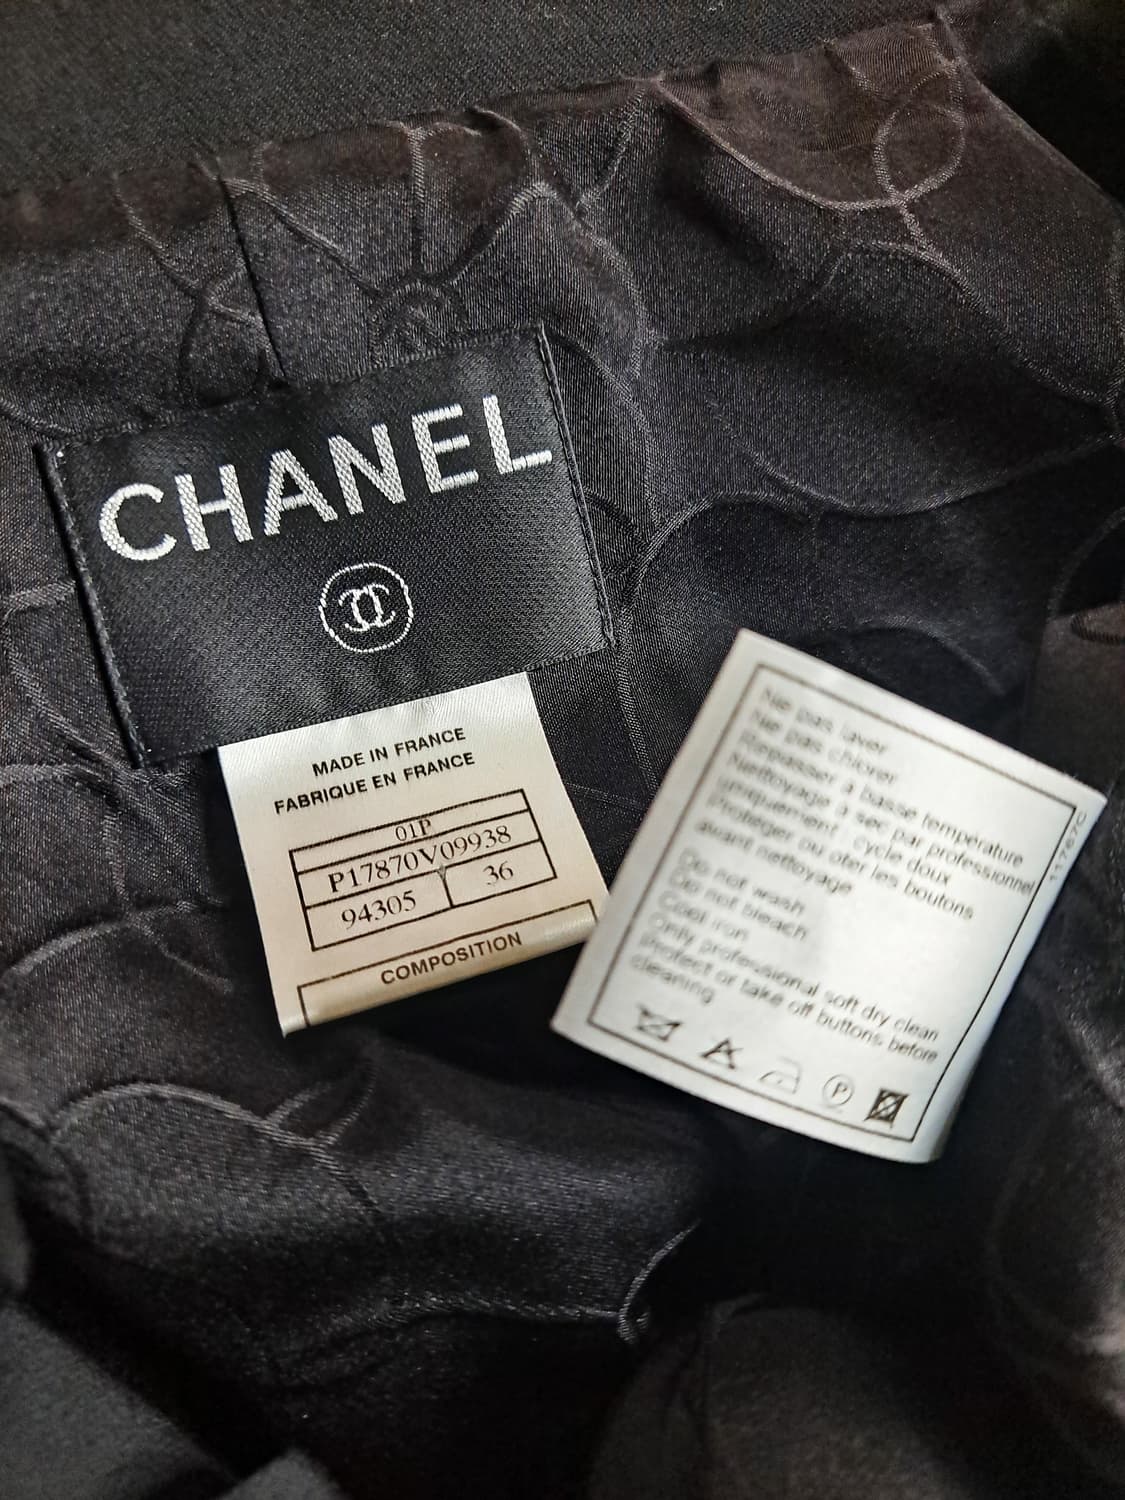 CHANEL
MADE IN FRANCE
FABRIQUE EN FRANCE
01P
P17870V09938
94305 36
COMPOSITION
Ne pas laver
Ne pas chlorer
Repasser à basse température
Nettoyage à sec par professionnel
uniquement : cycle doux
Protéger ou ôter les boutons
avant nettoyage
Do not wash
Do not bleach
Cool iron
Only professional soft dry clean
Protect or take off buttons before
cleaning
P
11767C